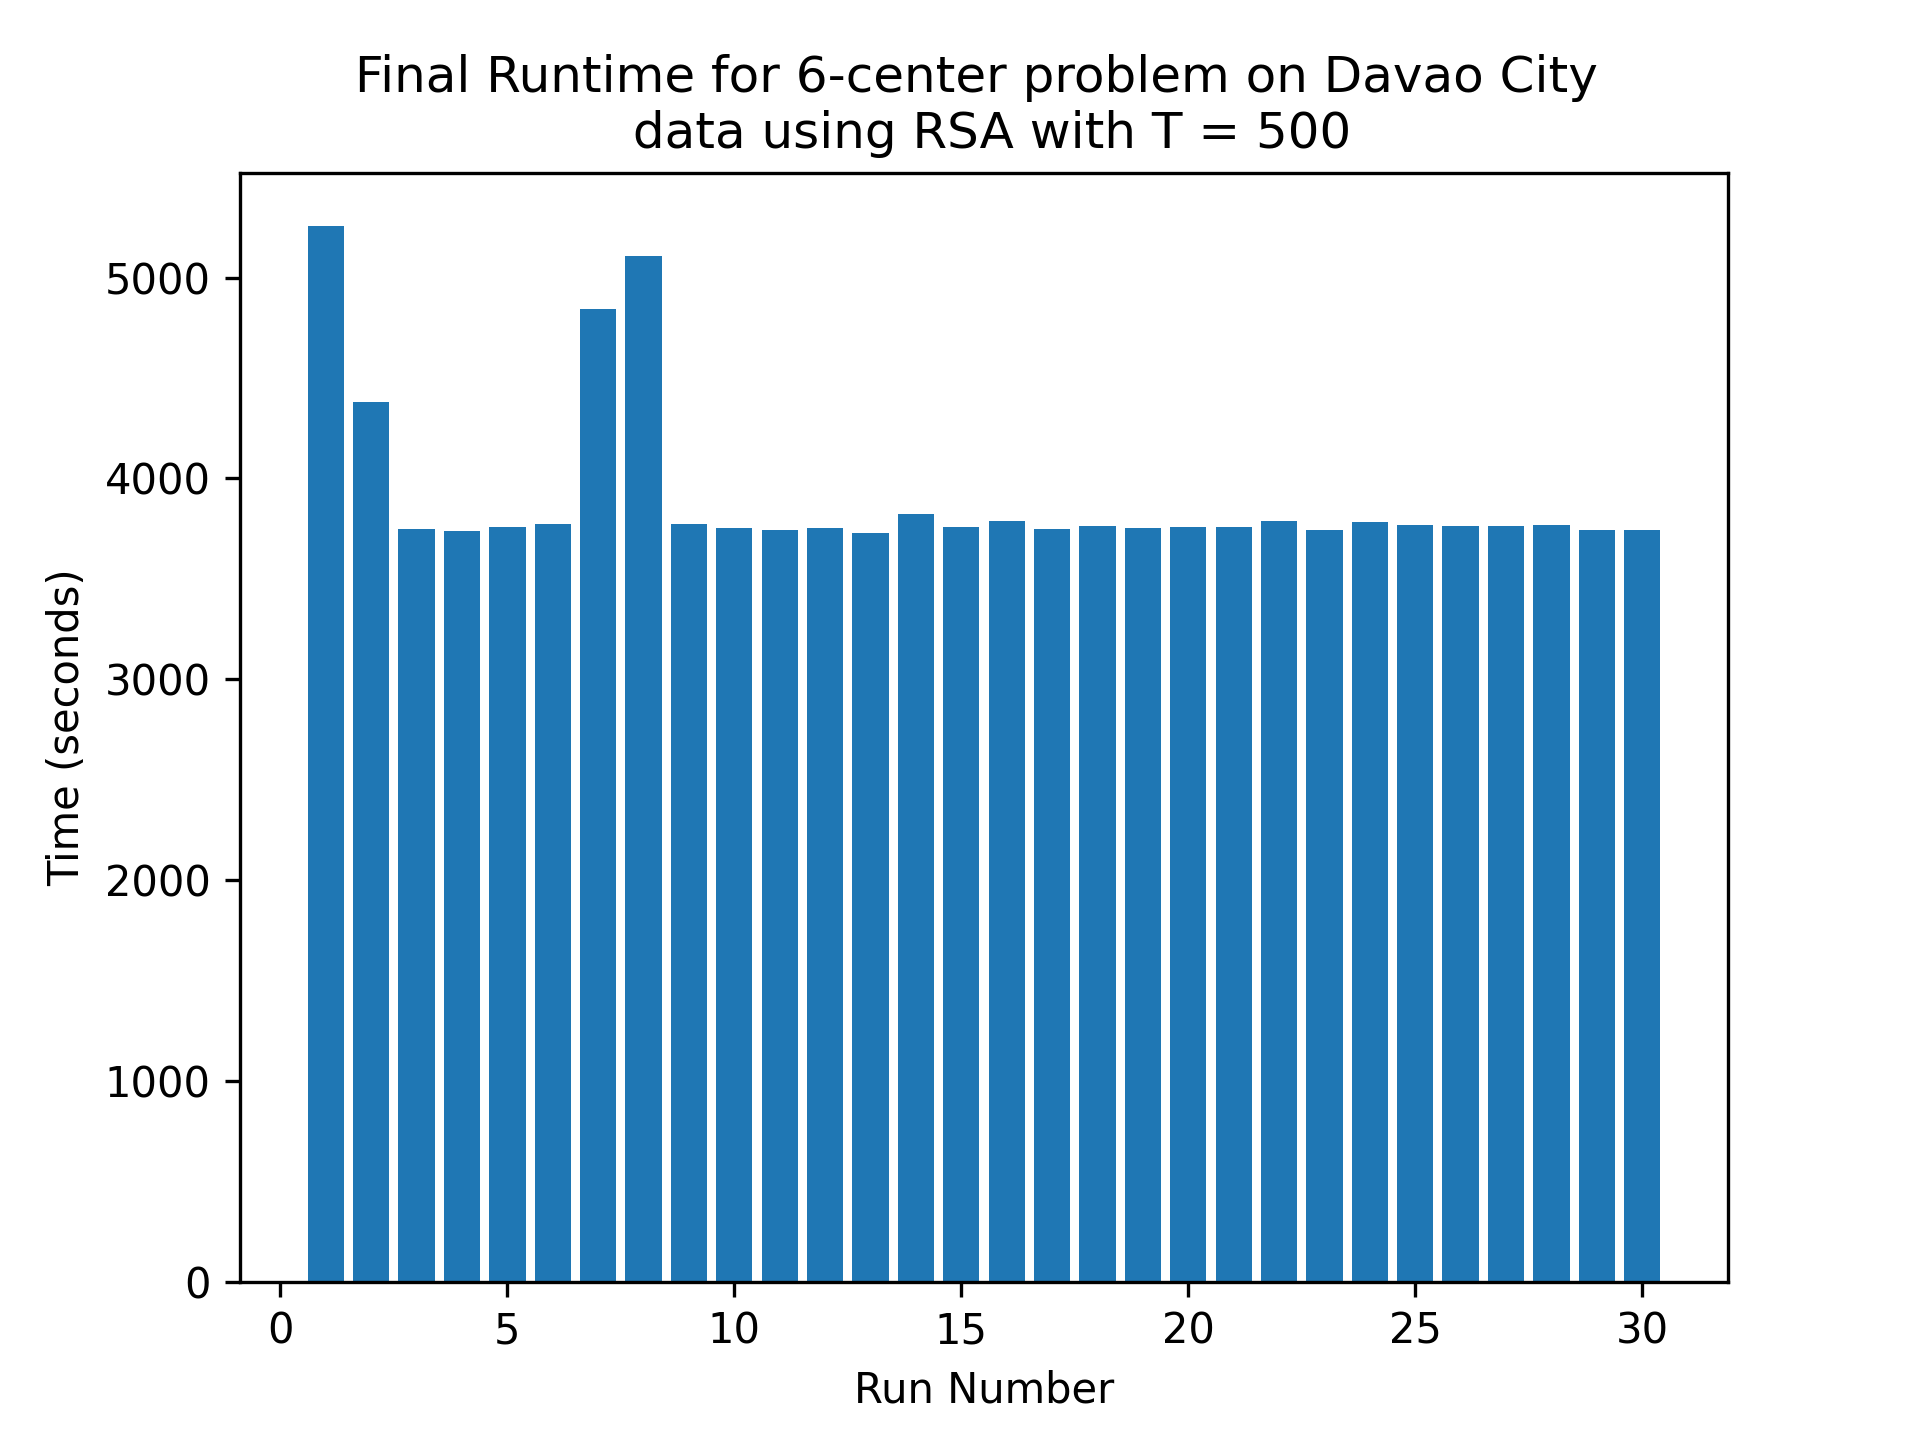 Final Runtime for 6-center problem on Davao City
data using RSA with T = 500
5000
4000
3000
2000
1000
0
Time (seconds)
0 5 10 15 20 25 30
Run Number